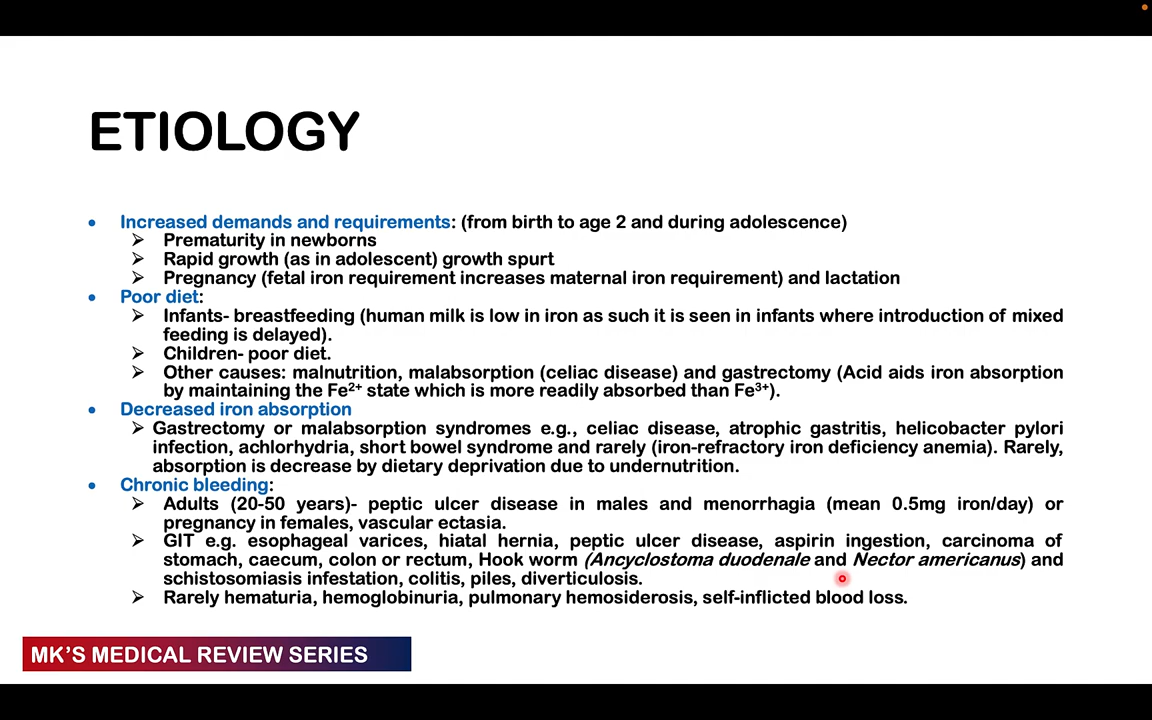 ETIOLOGY
• Increased demands and requirements: (from birth to age 2 and during adolescence)
➢ Prematurity in newborns
➢ Rapid growth (as in adolescent) growth spurt
➢ Pregnancy (fetal iron requirement increases maternal iron requirement) and lactation
• Poor diet:
➢ Infants- breastfeeding (human milk is low in iron as such it is seen in infants where introduction of mixed
feeding is delayed).
➢ Children- poor diet.
➢ Other causes: malnutrition, malabsorption (celiac disease) and gastrectomy (Acid aids iron absorption
by maintaining the Fe²⁺ state which is more readily absorbed than Fe³⁺).
• Decreased iron absorption
➢ Gastrectomy or malabsorption syndromes e.g., celiac disease, atrophic gastritis, helicobacter pylori
infection, achlorhydria, short bowel syndrome and rarely (iron-refractory iron deficiency anemia). Rarely,
absorption is decrease by dietary deprivation due to undernutrition.
• Chronic bleeding:
➢ Adults (20-50 years)- peptic ulcer disease in males and menorrhagia (mean 0.5mg iron/day) or
pregnancy in females, vascular ectasia.
➢ GIT e.g. esophageal varices, hiatal hernia, peptic ulcer disease, aspirin ingestion, carcinoma of
stomach, caecum, colon or rectum, Hook worm (Ancyclostoma duodenale and Nector americanus) and
schistosomiasis infestation, colitis, piles, diverticulosis.
➢ Rarely hematuria, hemoglobinuria, pulmonary hemosiderosis, self-inflicted blood loss.
MK'S MEDICAL REVIEW SERIES